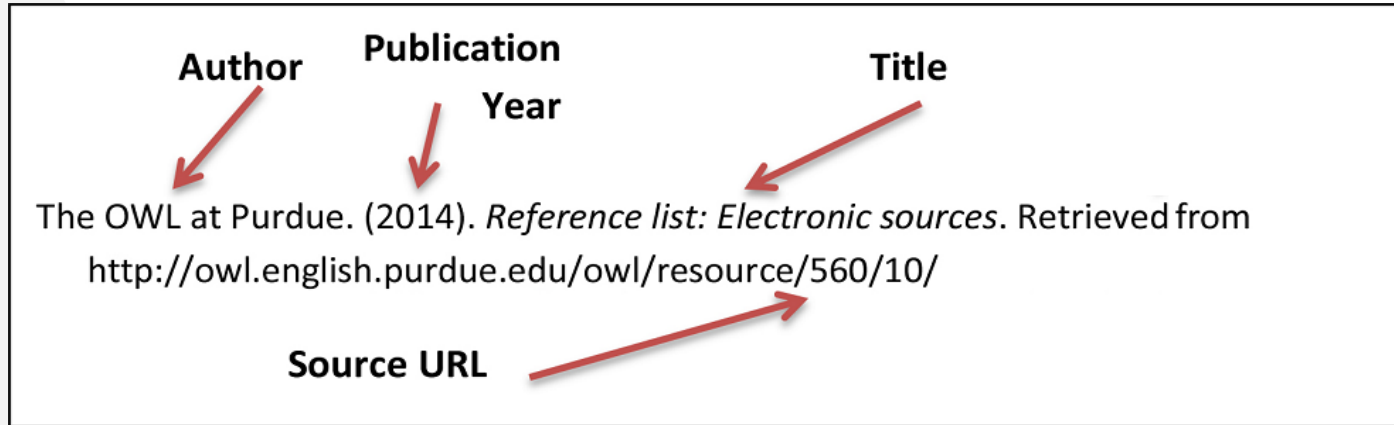 Author
Publication
Year
Title
The OWL at Purdue. (2014). Reference list: Electronic sources. Retrieved from
http://owl.english.purdue.edu/owl/resource/560/10/
Source URL